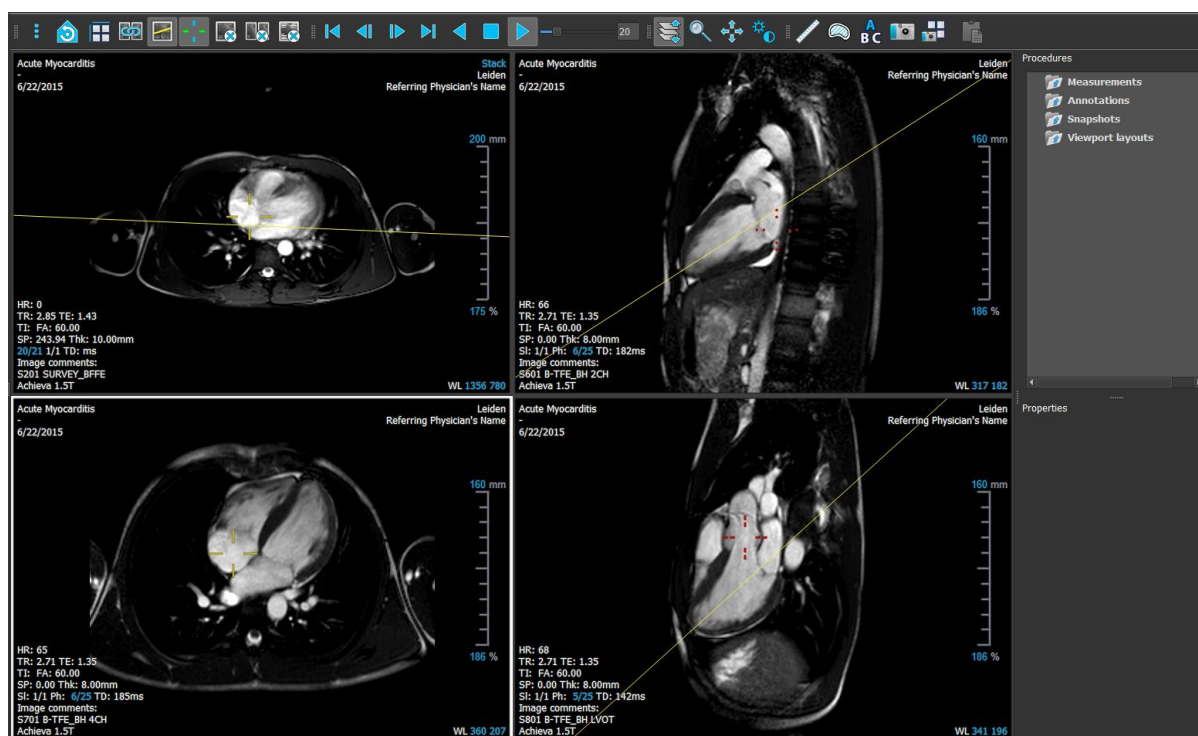 20
A
B C
Acute Myocarditis
-
6/22/2015
Stack
Leiden
Referring Physician's Name
200 mm
175 %
HR: 0
TR: 2.85 TE: 1.43
TI: FA: 60.00
SP: 243.94 Thk: 10.00mm
20/21 1/1 TD: ms
Image comments:
S201 SURVEY_BFFE
Achieva 1.5T
WL 1356 780
Acute Myocarditis
-
6/22/2015
Leiden
Referring Physician's Name
160 mm
186 %
HR: 66
TR: 2.71 TE: 1.35
TI: FA: 60.00
SP: 0.00 Thk: 8.00mm
Sl: 1/1 Ph: 6/25 TD: 182ms
Image comments:
S601 B-TFE_BH 2CH
Achieva 1.5T
WL 317 182
Acute Myocarditis
-
6/22/2015
Leiden
Referring Physician's Name
160 mm
186 %
HR: 65
TR: 2.71 TE: 1.35
TI: FA: 60.00
SP: 0.00 Thk: 8.00mm
Sl: 1/1 Ph: 6/25 TD: 185ms
Image comments:
S701 B-TFE_BH 4CH
Achieva 1.5T
WL 360 207
Acute Myocarditis
-
6/22/2015
Leiden
Referring Physician's Name
160 mm
186 %
HR: 68
TR: 2.71 TE: 1.35
TI: FA: 60.00
SP: 0.00 Thk: 8.00mm
Sl: 1/1 Ph: 5/25 TD: 142ms
Image comments:
S801 B-TFE_BH LVOT
Achieva 1.5T
WL 341 196
Procedures
Measurements
Annotations
Snapshots
Viewport layouts
Properties